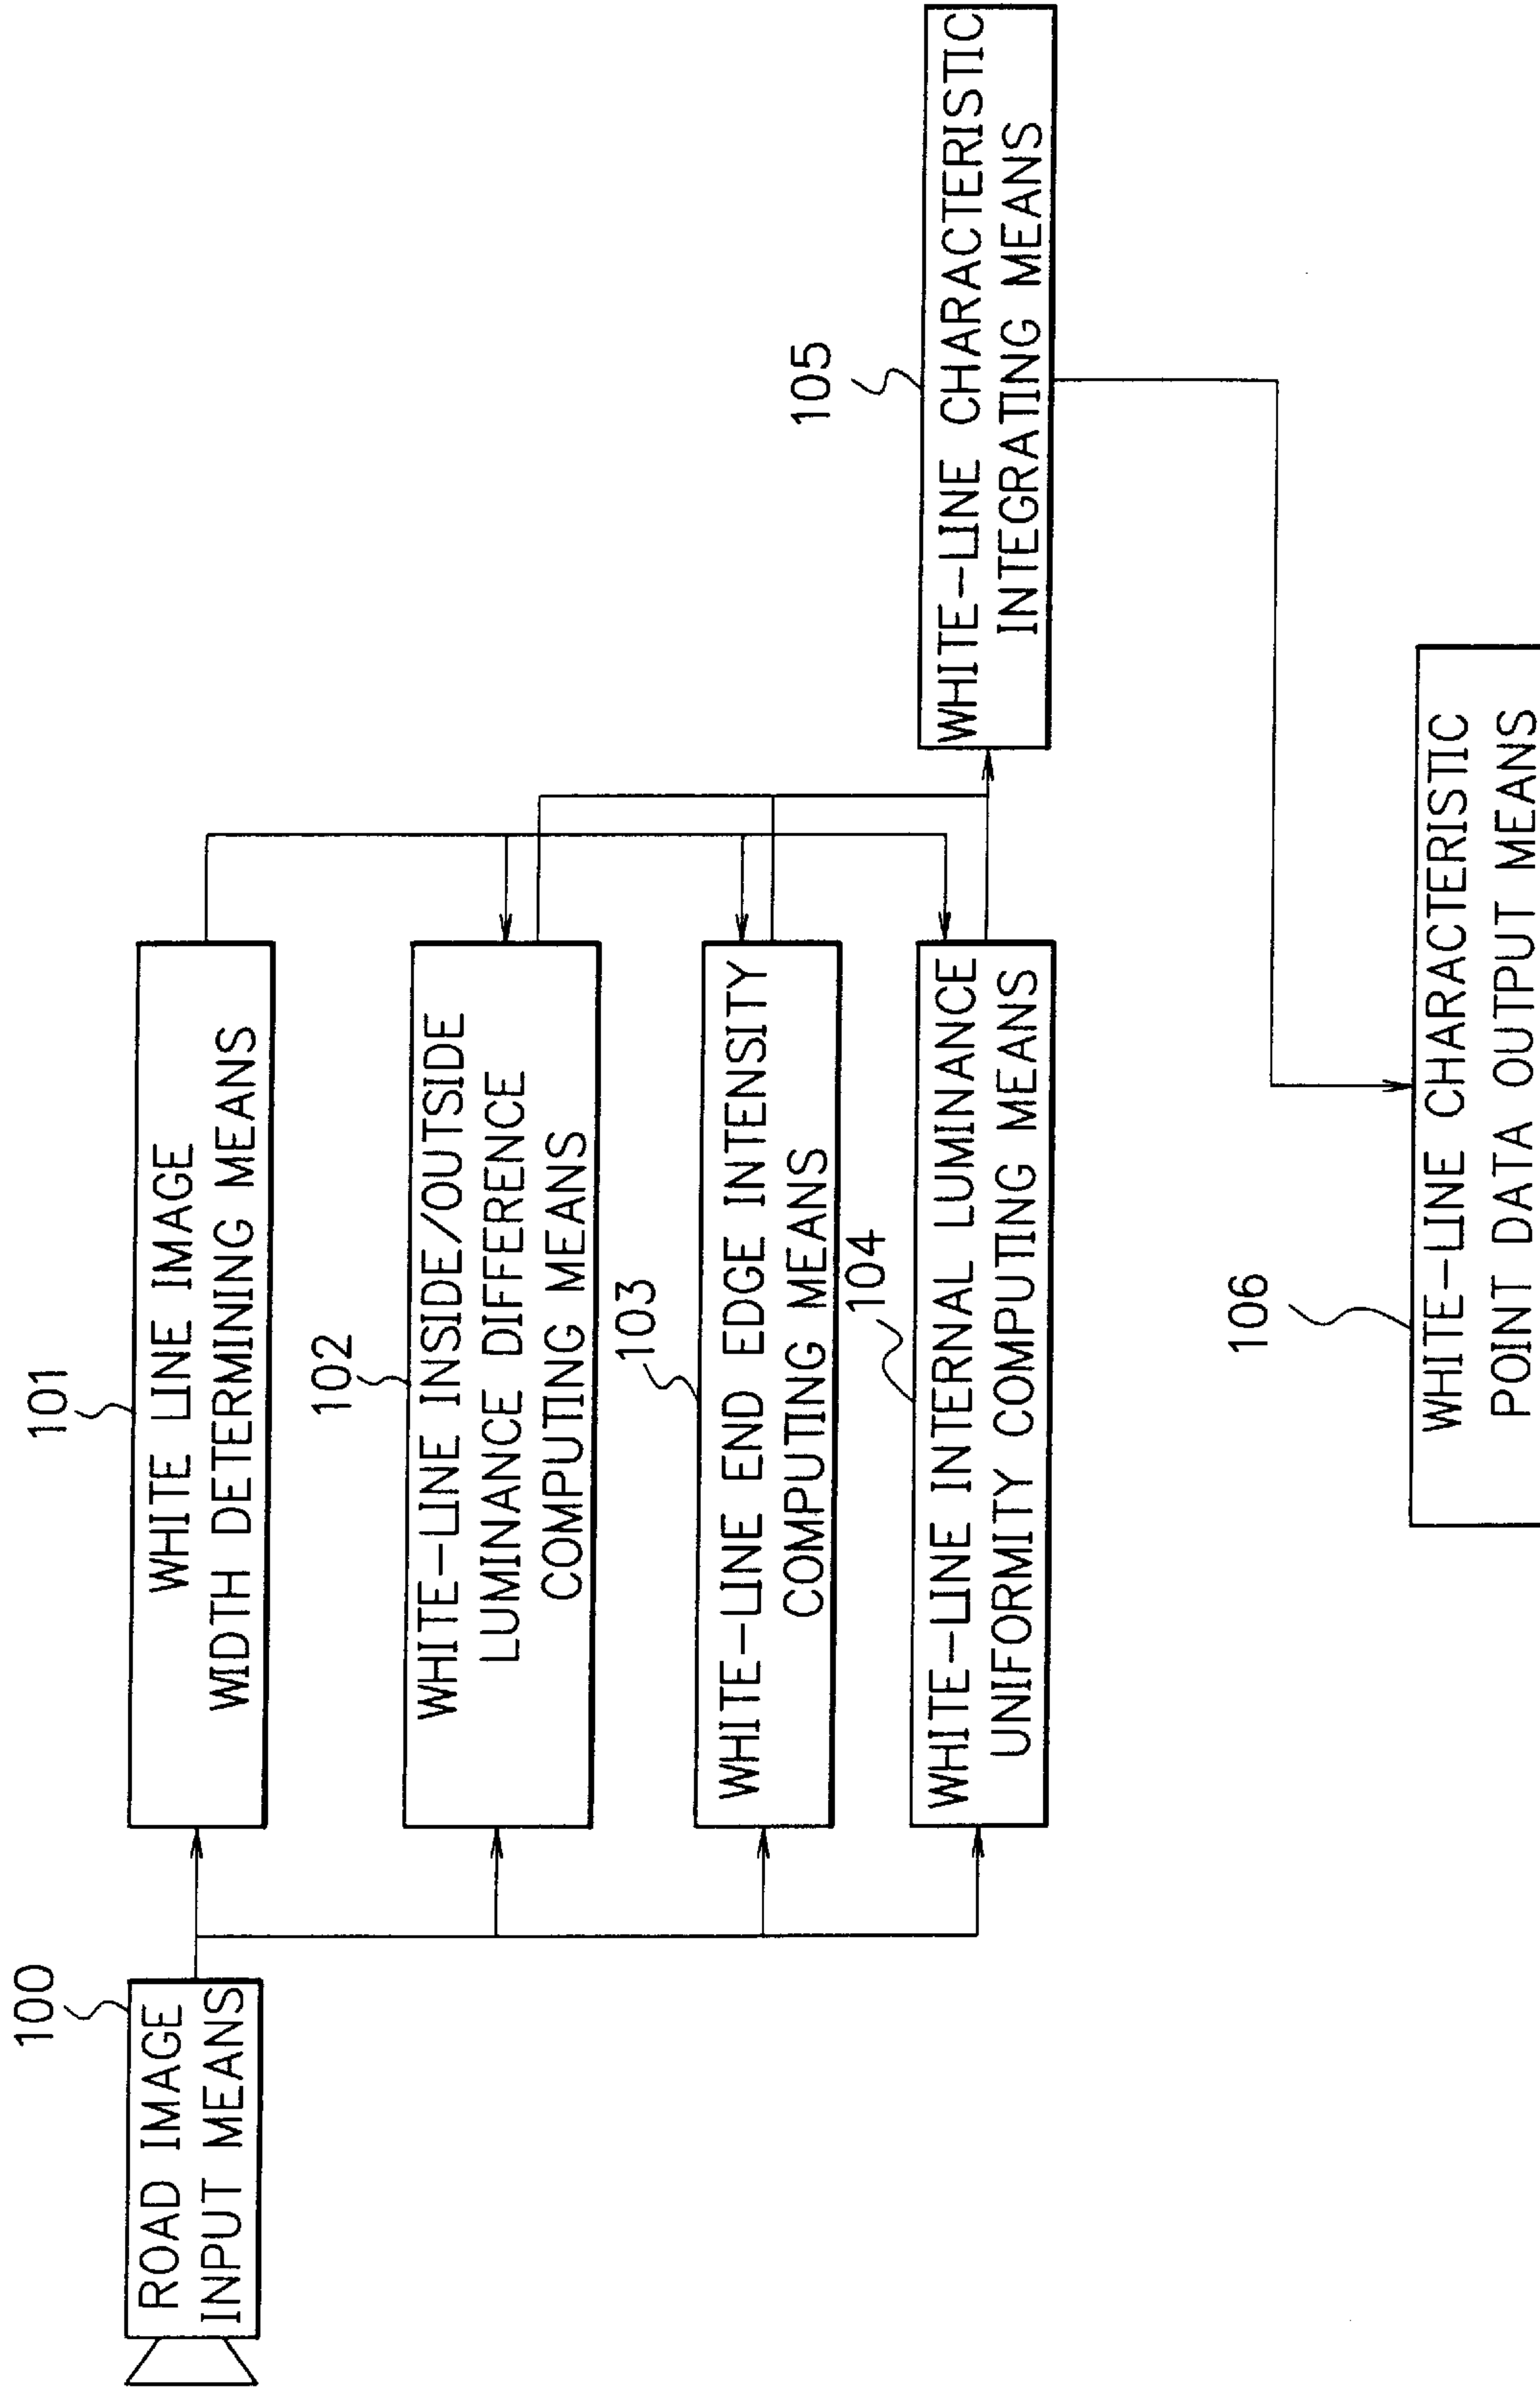 100
ROAD IMAGE
INPUT MEANS
101
WHITE LINE IMAGE
WIDTH DETERMINING MEANS
102
WHITE-LINE INSIDE/OUTSIDE
LUMINANCE DIFFERENCE
COMPUTING MEANS
103
WHITE-LINE END EDGE INTENSITY
COMPUTING MEANS
104
WHITE-LINE INTERNAL LUMINANCE
UNIFORMITY COMPUTING MEANS
105
WHITE-LINE CHARACTERISTIC
INTEGRATING MEANS
106
WHITE-LINE CHARACTERISTIC
POINT DATA OUTPUT MEANS